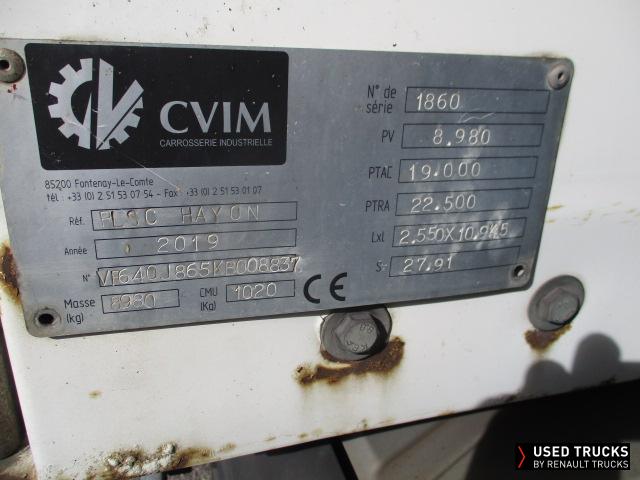 CVIM
CARROSSERIE INDUSTRIELLE
85200 Fontenay-Le-Comte
tél : +33 (0) 2 51 53 07 54 - Fax : +33 (0) 2 51 53 01 07
Réf. PLSC HAYON
Année 2019
N° VF640J865KB008837
Masse (kg) 8980 CMU (Kg) 1020 CE
N° de série 1860
PV 8.980
PTAC 19.000
PTRA 22.500
Lxl 2.550X10.945
S= 27.91
USED TRUCKS
BY RENAULT TRUCKS